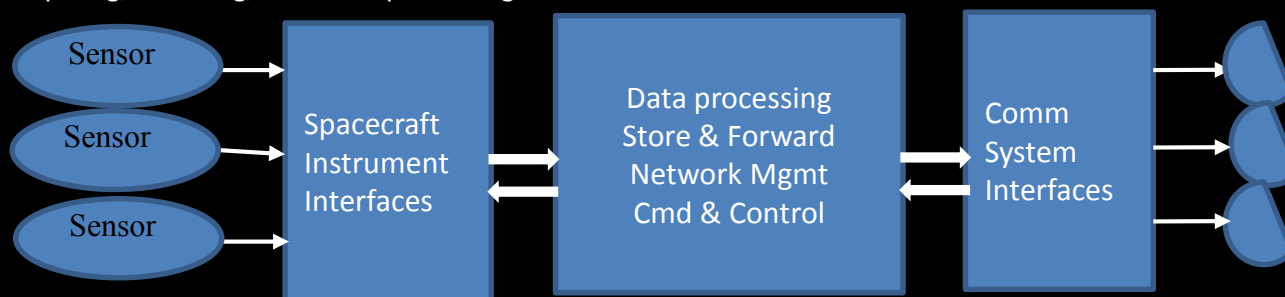 Sensor
Sensor
Sensor
Spacecraft
Instrument
Interfaces
Data processing
Store & Forward
Network Mgmt
Cmd & Control
Comm
System
Interfaces